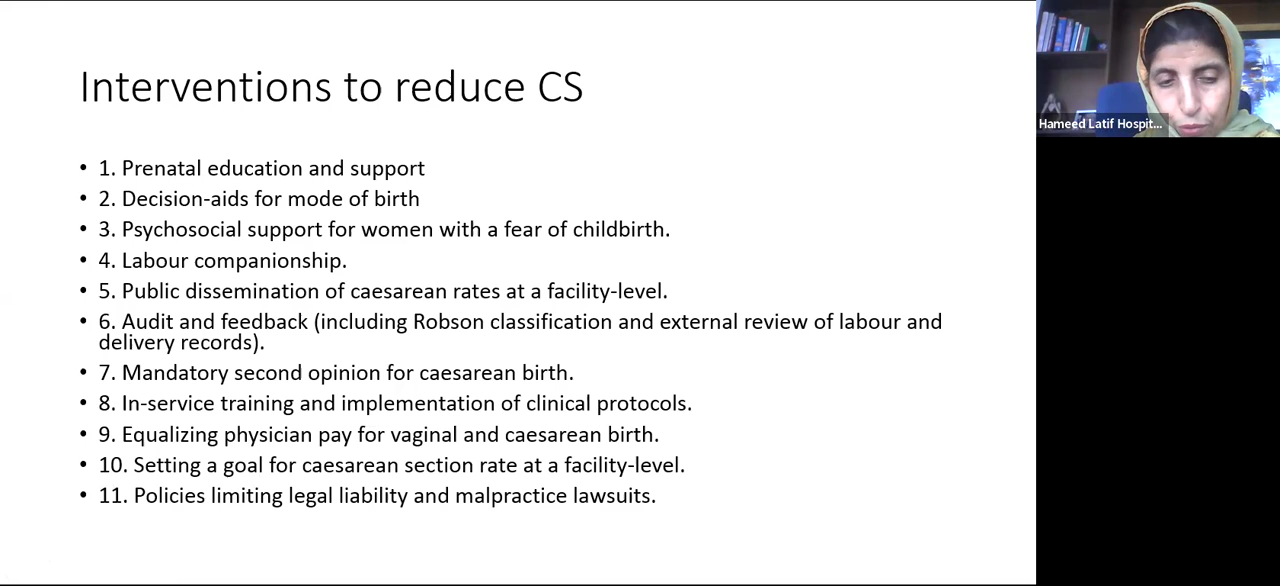 Interventions to reduce CS
• 1. Prenatal education and support
• 2. Decision-aids for mode of birth
• 3. Psychosocial support for women with a fear of childbirth.
• 4. Labour companionship.
• 5. Public dissemination of caesarean rates at a facility-level.
• 6. Audit and feedback (including Robson classification and external review of labour and
delivery records).
• 7. Mandatory second opinion for caesarean birth.
• 8. In-service training and implementation of clinical protocols.
• 9. Equalizing physician pay for vaginal and caesarean birth.
• 10. Setting a goal for caesarean section rate at a facility-level.
• 11. Policies limiting legal liability and malpractice lawsuits.
Hameed Latif Hospit...